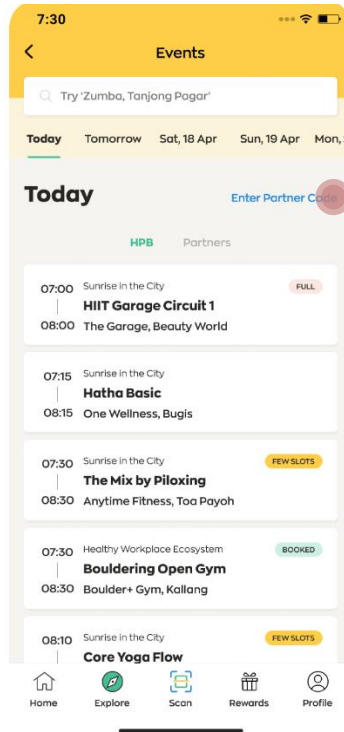 7:30
Events
Try 'Zumba, Tanjong Pagar'
Today Tomorrow Sat, 18 Apr Sun, 19 Apr Mon,
Today
Enter Partner Code
HPB Partners
07:00 Sunrise in the City FULL
HIIT Garage Circuit 1
08:00 The Garage, Beauty World
07:15 Sunrise in the City
Hatha Basic
08:15 One Wellness, Bugis
07:30 Sunrise in the City FEW SLOTS
The Mix by Piloxing
08:30 Anytime Fitness, Toa Payoh
07:30 Healthy Workplace Ecosystem BOOKED
Bouldering Open Gym
08:30 Boulder+ Gym, Kallang
08:10 Sunrise in the City FEW SLOTS
Core Yoga Flow
Home Explore Scan Rewards Profile